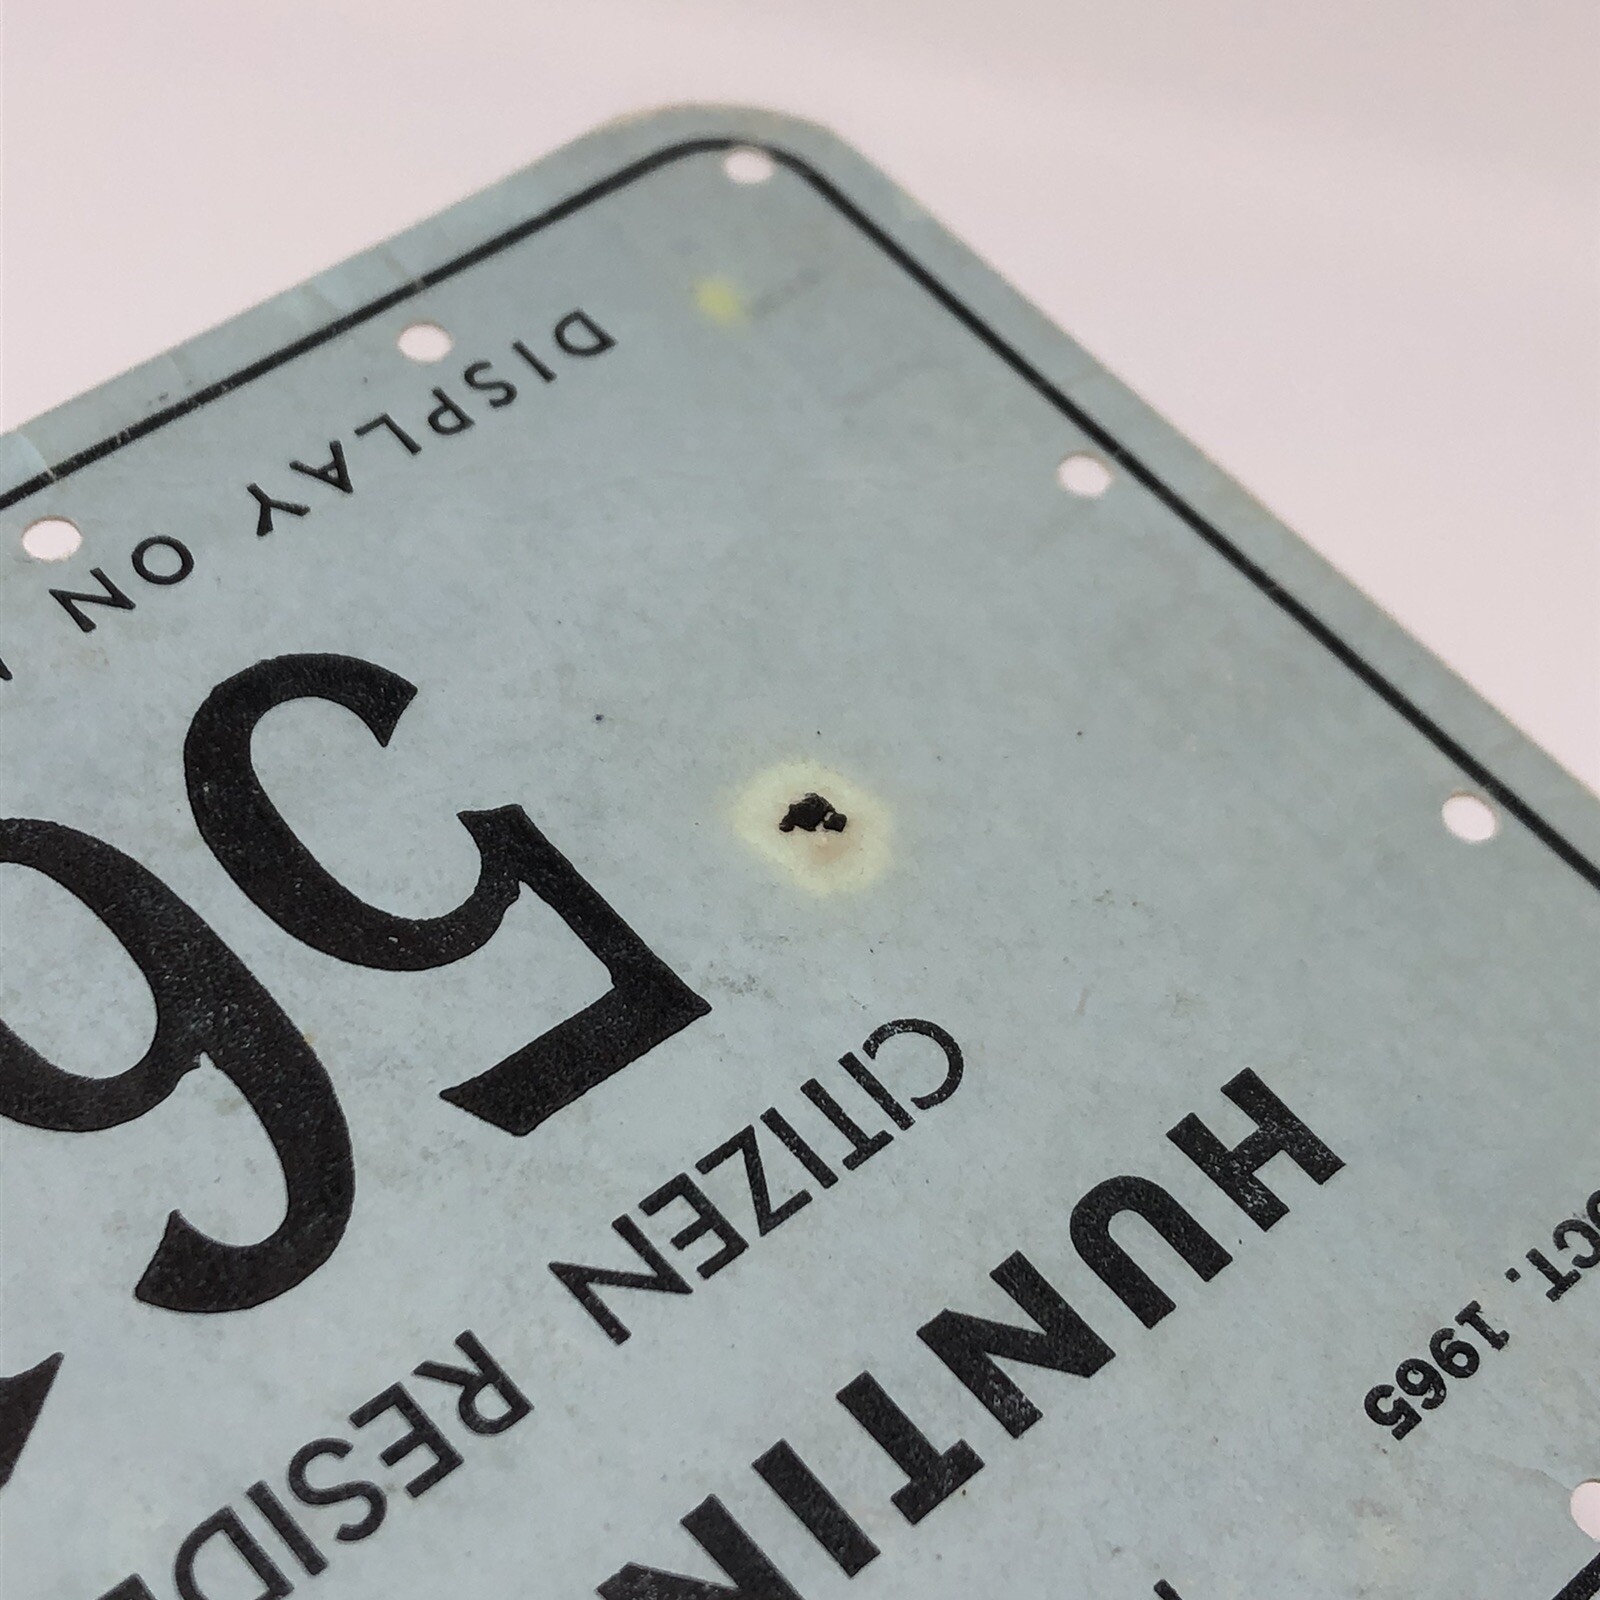 OCT. 1965
HUNTIN
CITIZEN RESIDE
56
DISPLAY ON